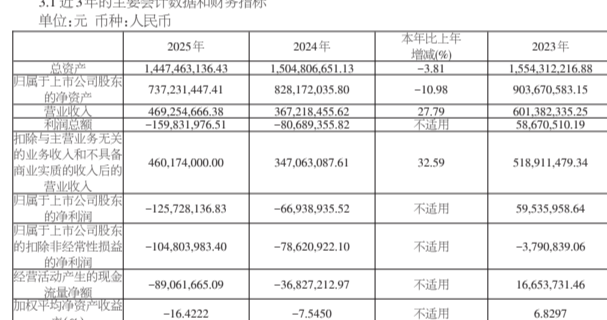 3.1 近3年的主要会计数据和财务指标
单位:元 币种:人民币
2025年 2024年 本年比上年增减(%) 2023年
总资产 1,447,463,136.43 1,504,806,651.13 −3.81 1,554,312,216.88
归属于上市公司股东的净资产 737,231,447.41 828,172,035.80 −10.98 903,670,583.15
营业收入 469,254,666.38 367,218,455.62 27.79 601,382,335.25
利润总额 −159,831,976.51 −80,689,355.82 不适用 58,670,510.19
扣除与主营业务无关的业务收入和不具备商业实质的收入后的营业收入 460,174,000.00 347,063,087.61 32.59 518,911,479.34
归属于上市公司股东的净利润 −125,728,136.83 −66,938,935.52 不适用 59,535,958.64
归属于上市公司股东的扣除非经常性损益的净利润 −104,803,983.40 −78,620,922.10 不适用 −3,790,839.06
经营活动产生的现金流量净额 −89,061,665.09 −36,827,212.97 不适用 16,653,731.46
加权平均净资产收益 −16.4222 −7.5450 不适用 6.8297